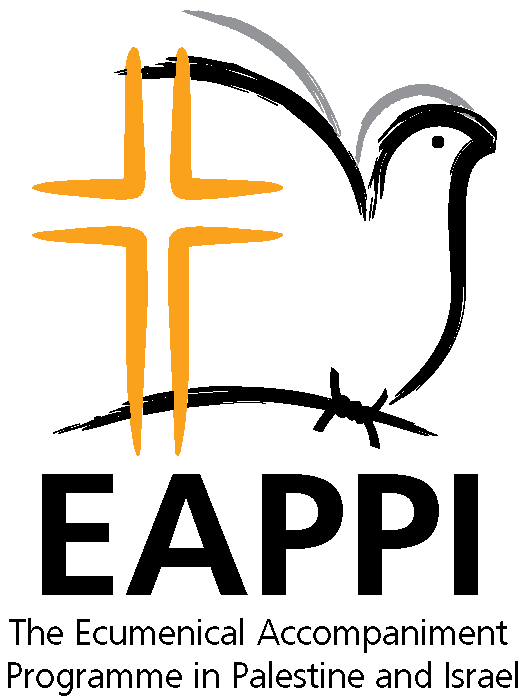 EAPPI
The Ecumenical Accompaniment
Programme in Palestine and Israel